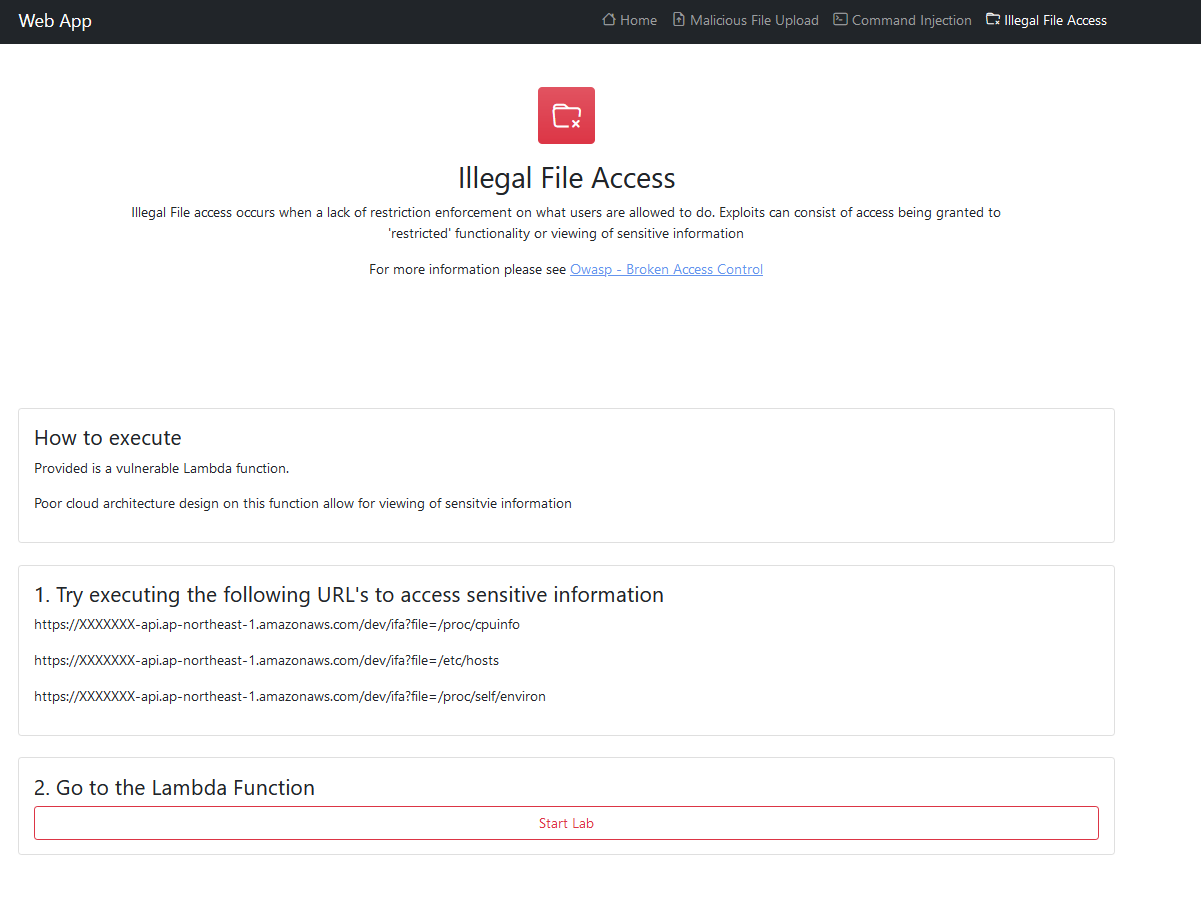 Web App
Home
Malicious File Upload
Command Injection
Illegal File Access
Illegal File Access
Illegal File access occurs when a lack of restriction enforcement on what users are allowed to do. Exploits can consist of access being granted to
'restricted' functionality or viewing of sensitive information
For more information please see Owasp - Broken Access Control
How to execute
Provided is a vulnerable Lambda function.
Poor cloud architecture design on this function allow for viewing of sensitvie information
1. Try executing the following URL's to access sensitive information
https://XXXXXXX-api.ap-northeast-1.amazonaws.com/dev/ifa?file=/proc/cpuinfo
https://XXXXXXX-api.ap-northeast-1.amazonaws.com/dev/ifa?file=/etc/hosts
https://XXXXXXX-api.ap-northeast-1.amazonaws.com/dev/ifa?file=/proc/self/environ
2. Go to the Lambda Function
Start Lab